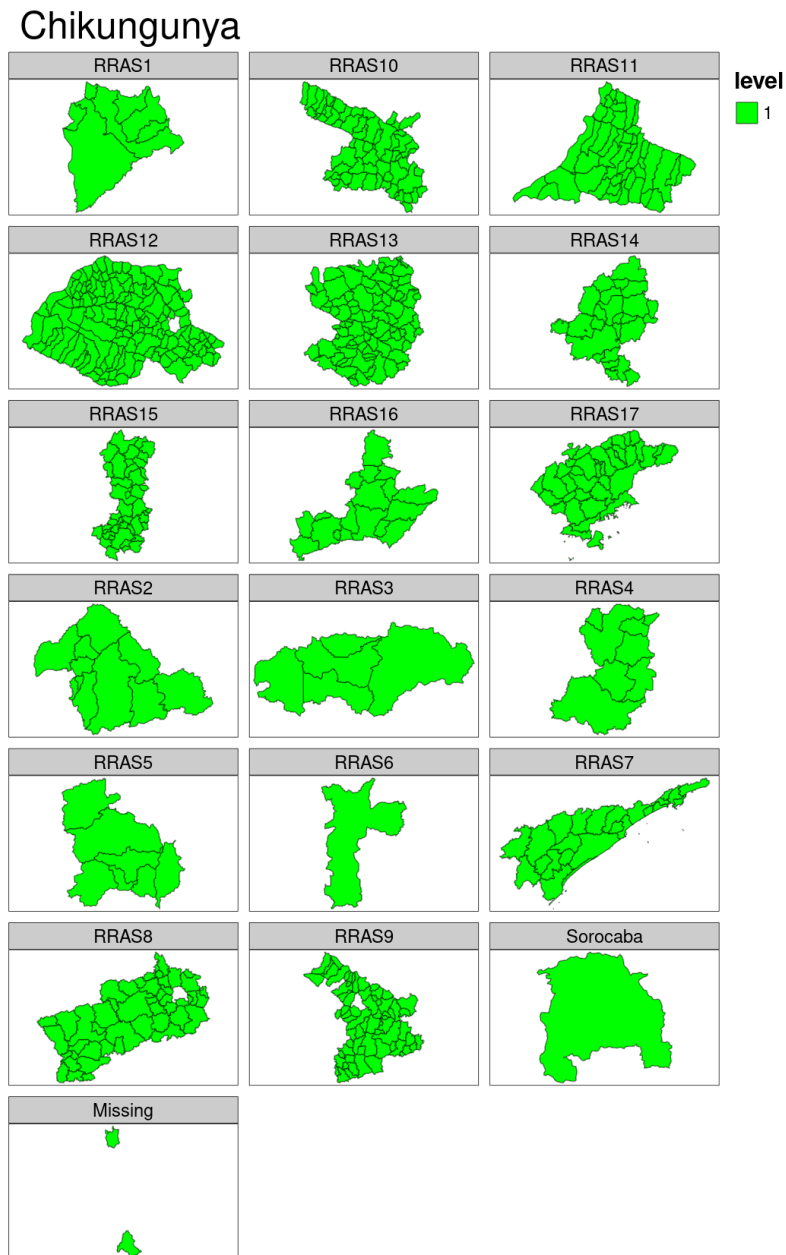 Chikungunya
RRAS1
RRAS10
RRAS11
level
1
RRAS12
RRAS13
RRAS14
RRAS15
RRAS16
RRAS17
RRAS2
RRAS3
RRAS4
RRAS5
RRAS6
RRAS7
RRAS8
RRAS9
Sorocaba
Missing